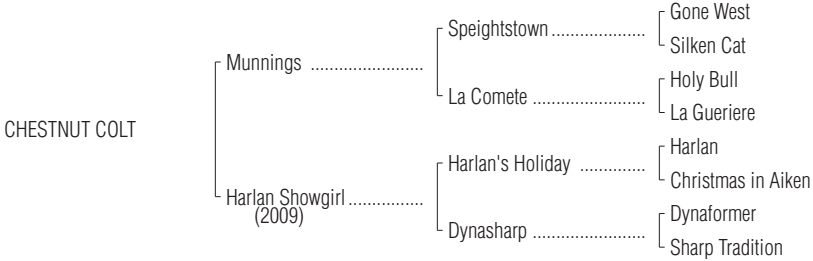 Gone West
Speightstown ......................
Silken Cat
Munnings .......................
Holy Bull
La Comete .......................
La Gueriere
CHESTNUT COLT
Harlan
Harlan's Holiday .............
Christmas in Aiken
Harlan Showgirl ...............
(2009)
Dynaformer
Dynasharp .......................
Sharp Tradition